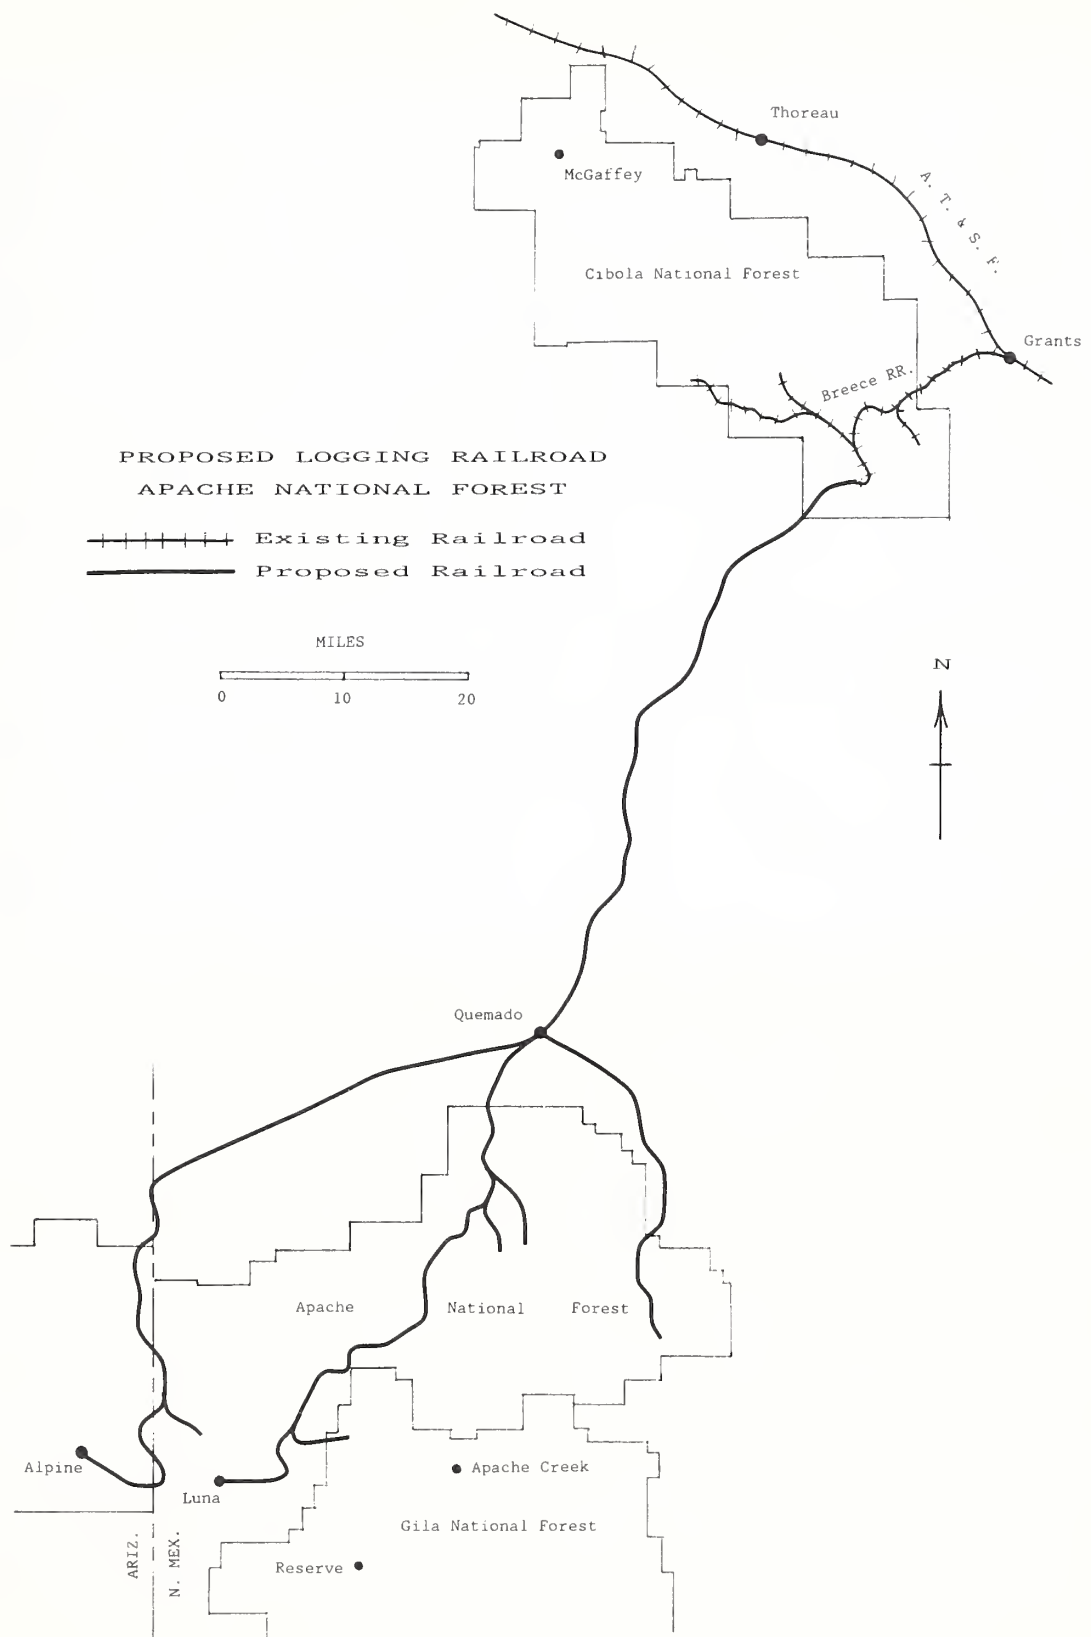 Thoreau
McGaffey
A. T. & S. F.
Cibola National Forest
Grants
Breece RR.
PROPOSED LOGGING RAILROAD
APACHE NATIONAL FOREST
Existing Railroad
Proposed Railroad
MILES
0 10 20
N
Quemado
Apache National Forest
Alpine
Luna
Apache Creek
Gila National Forest
Reserve
ARIZ.
N. MEX.